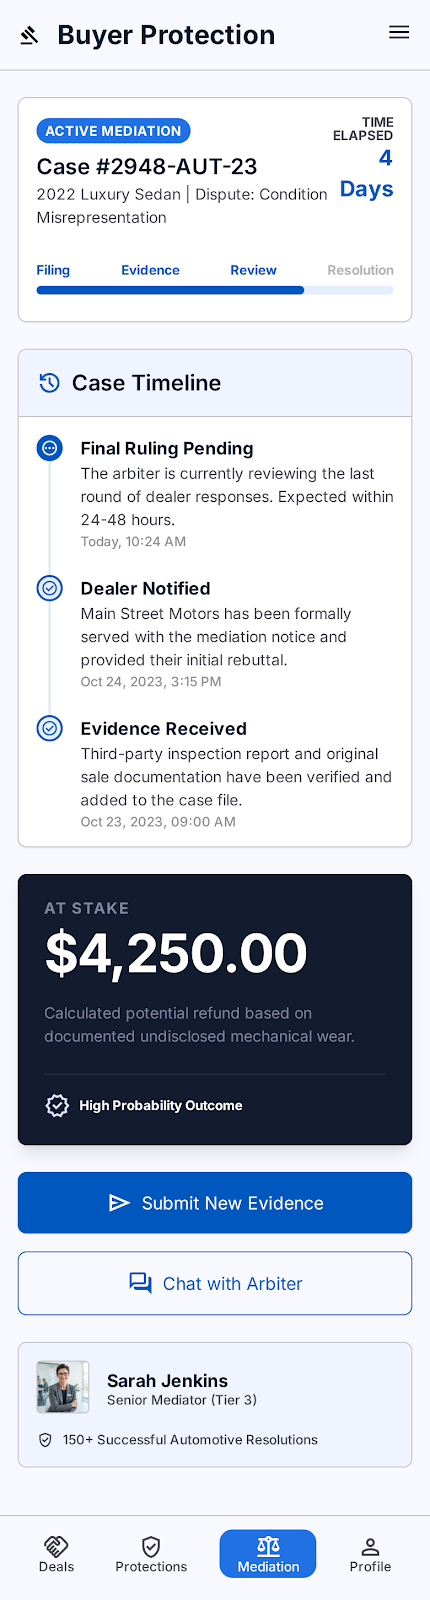 Buyer Protection
ACTIVE MEDIATION
Case #2948-AUT-23
2022 Luxury Sedan | Dispute: Condition
Misrepresentation
TIME
ELAPSED
4
Days
Filing Evidence Review Resolution
Case Timeline
Final Ruling Pending
The arbiter is currently reviewing the last
round of dealer responses. Expected within
24-48 hours.
Today, 10:24 AM
Dealer Notified
Main Street Motors has been formally
served with the mediation notice and
provided their initial rebuttal.
Oct 24, 2023, 3:15 PM
Evidence Received
Third-party inspection report and original
sale documentation have been verified and
added to the case file.
Oct 23, 2023, 09:00 AM
AT STAKE
$4,250.00
Calculated potential refund based on
documented undisclosed mechanical wear.
High Probability Outcome
Submit New Evidence
Chat with Arbiter
Sarah Jenkins
Senior Mediator (Tier 3)
150+ Successful Automotive Resolutions
Deals Protections Mediation Profile